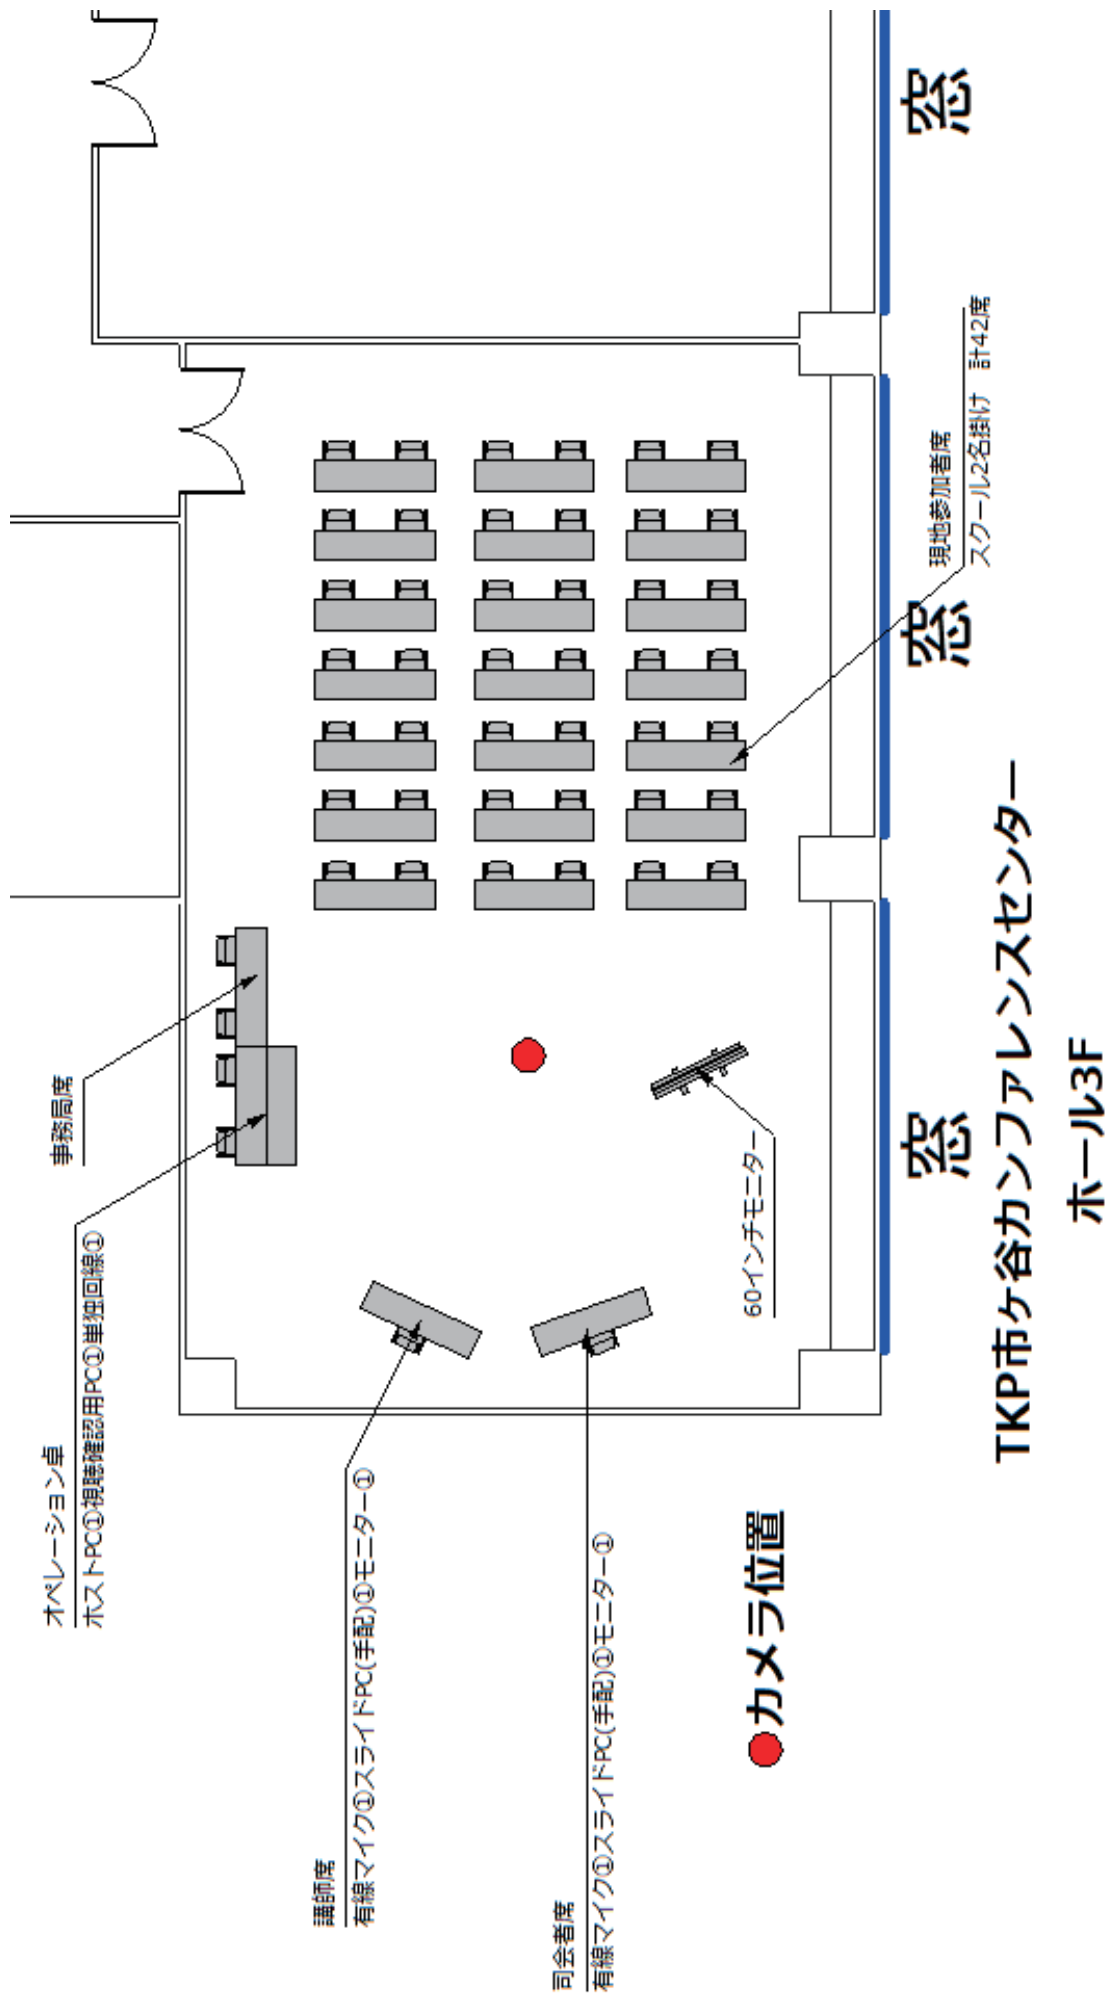 オペレーション卓
ホストPC①視聴確認用PC①単独回線①
事務局席
講師席
有線マイク①スライドPC(手配)①モニター①
司会者席
有線マイク①スライドPC(手配)①モニター①
60インチモニター
●カメラ位置
現地参加者席
スクール2名掛け　計42席
窓
窓
窓
TKP市ヶ谷カンファレンスセンター
ホール3F